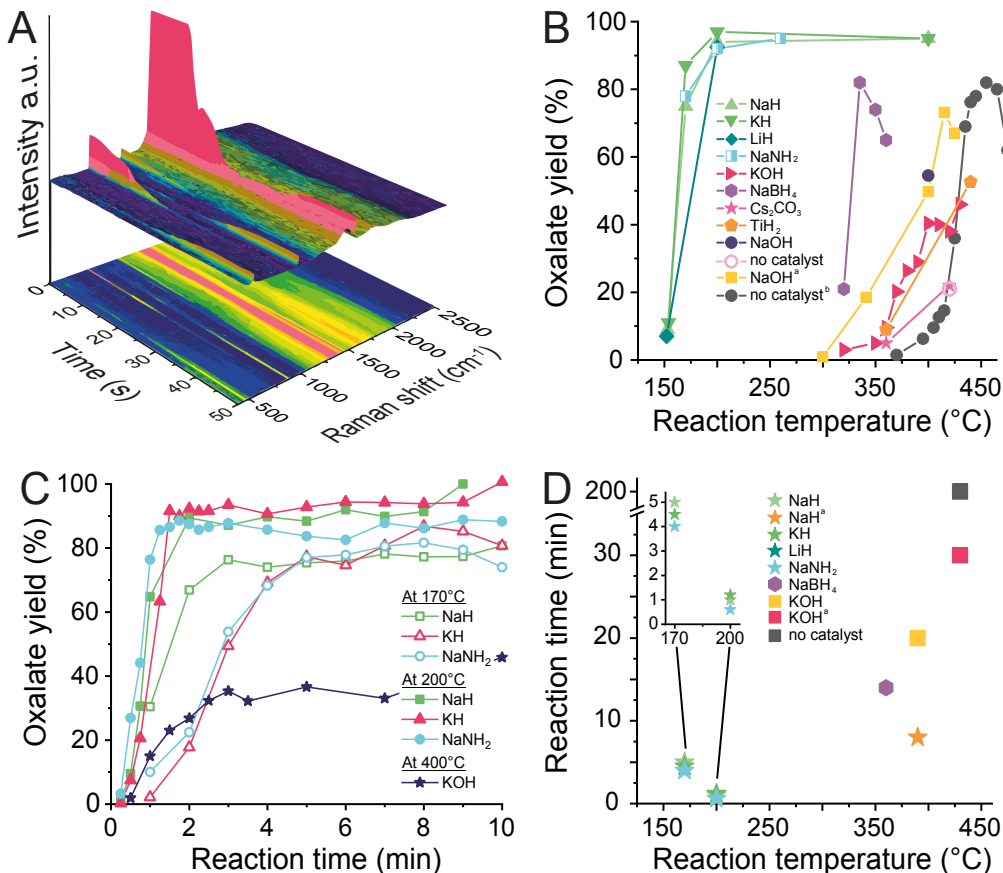 A
Intensity a.u.
0
10
20
30
40
50
Time (s)
500
1000
1500
2000
2500
Raman shift (cm⁻¹)
B
Oxalate yield (%)
100
80
60
40
20
0
NaH
KH
LiH
NaNH₂
KOH
NaBH₄
Cs₂CO₃
TiH₂
NaOH
no catalyst
NaOHᵃ
no catalystᵇ
150
250
350
450
Reaction temperature (°C)
C
Oxalate yield (%)
100
80
60
40
20
0
At 170°C
NaH
KH
NaNH₂
At 200°C
NaH
KH
NaNH₂
At 400°C
KOH
0
2
4
6
8
10
Reaction time (min)
D
Reaction time (min)
200
30
20
10
0
5
4
3
2
1
0
170
200
NaH
NaHᵃ
KH
LiH
NaNH₂
NaBH₄
KOH
KOHᵃ
no catalyst
150
250
350
450
Reaction temperature (°C)